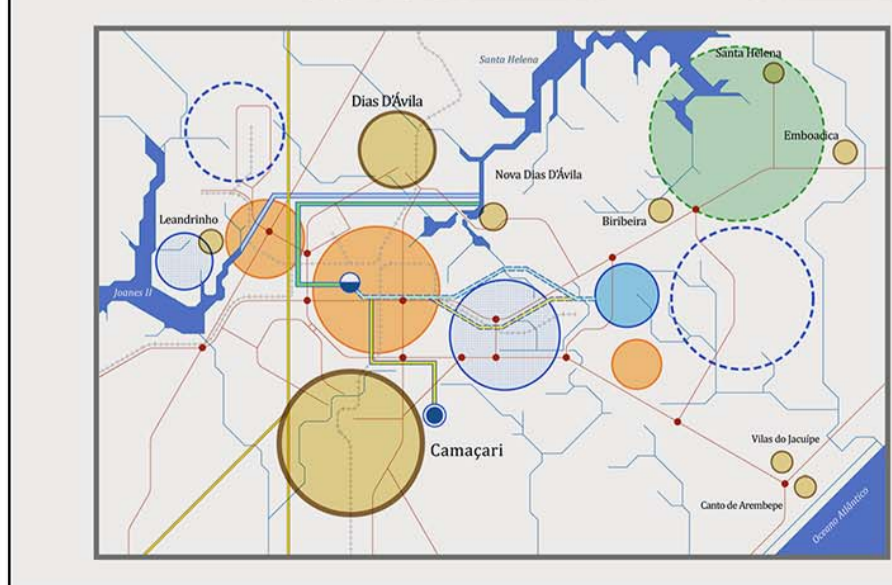 Santa Helena
Santa Helena
Dias D'Ávila
Emboacica
Nova Dias D'Ávila
Leandrinho
Biribeira
Joanes II
Camaçari
Vilas do Jacuípe
Canto de Arembepe
Oceano Atlântico